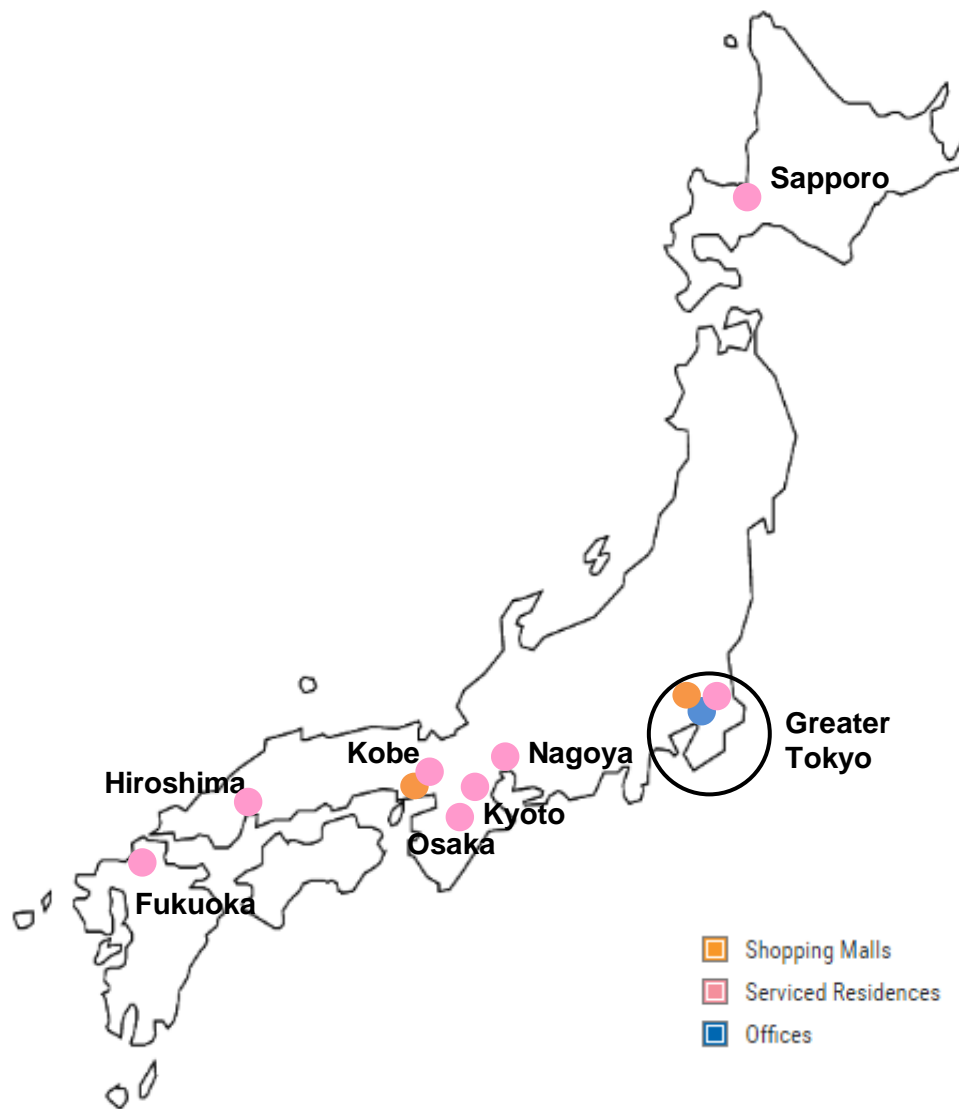 Sapporo
Greater
Tokyo
Kobe
Nagoya
Hiroshima
Kyoto
Osaka
Fukuoka
Shopping Malls
Serviced Residences
Offices